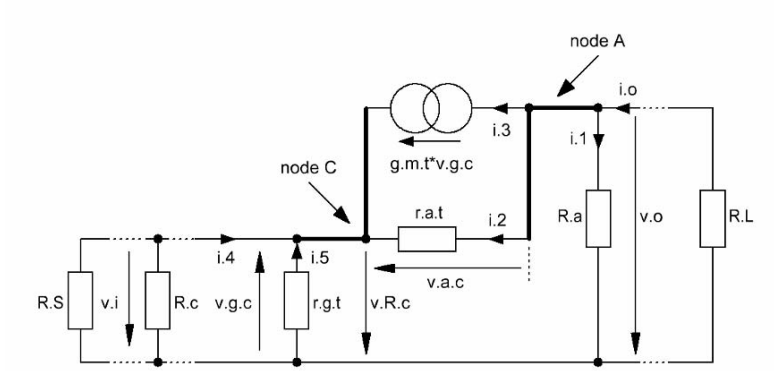 node A
i.o
i.3
i.1
g.m.t*v.g.c
node C
r.a.t
i.2
R.a
v.o
R.L
i.4
i.5
v.a.c
R.S
v.i
R.c
v.g.c
r.g.t
v.R.c